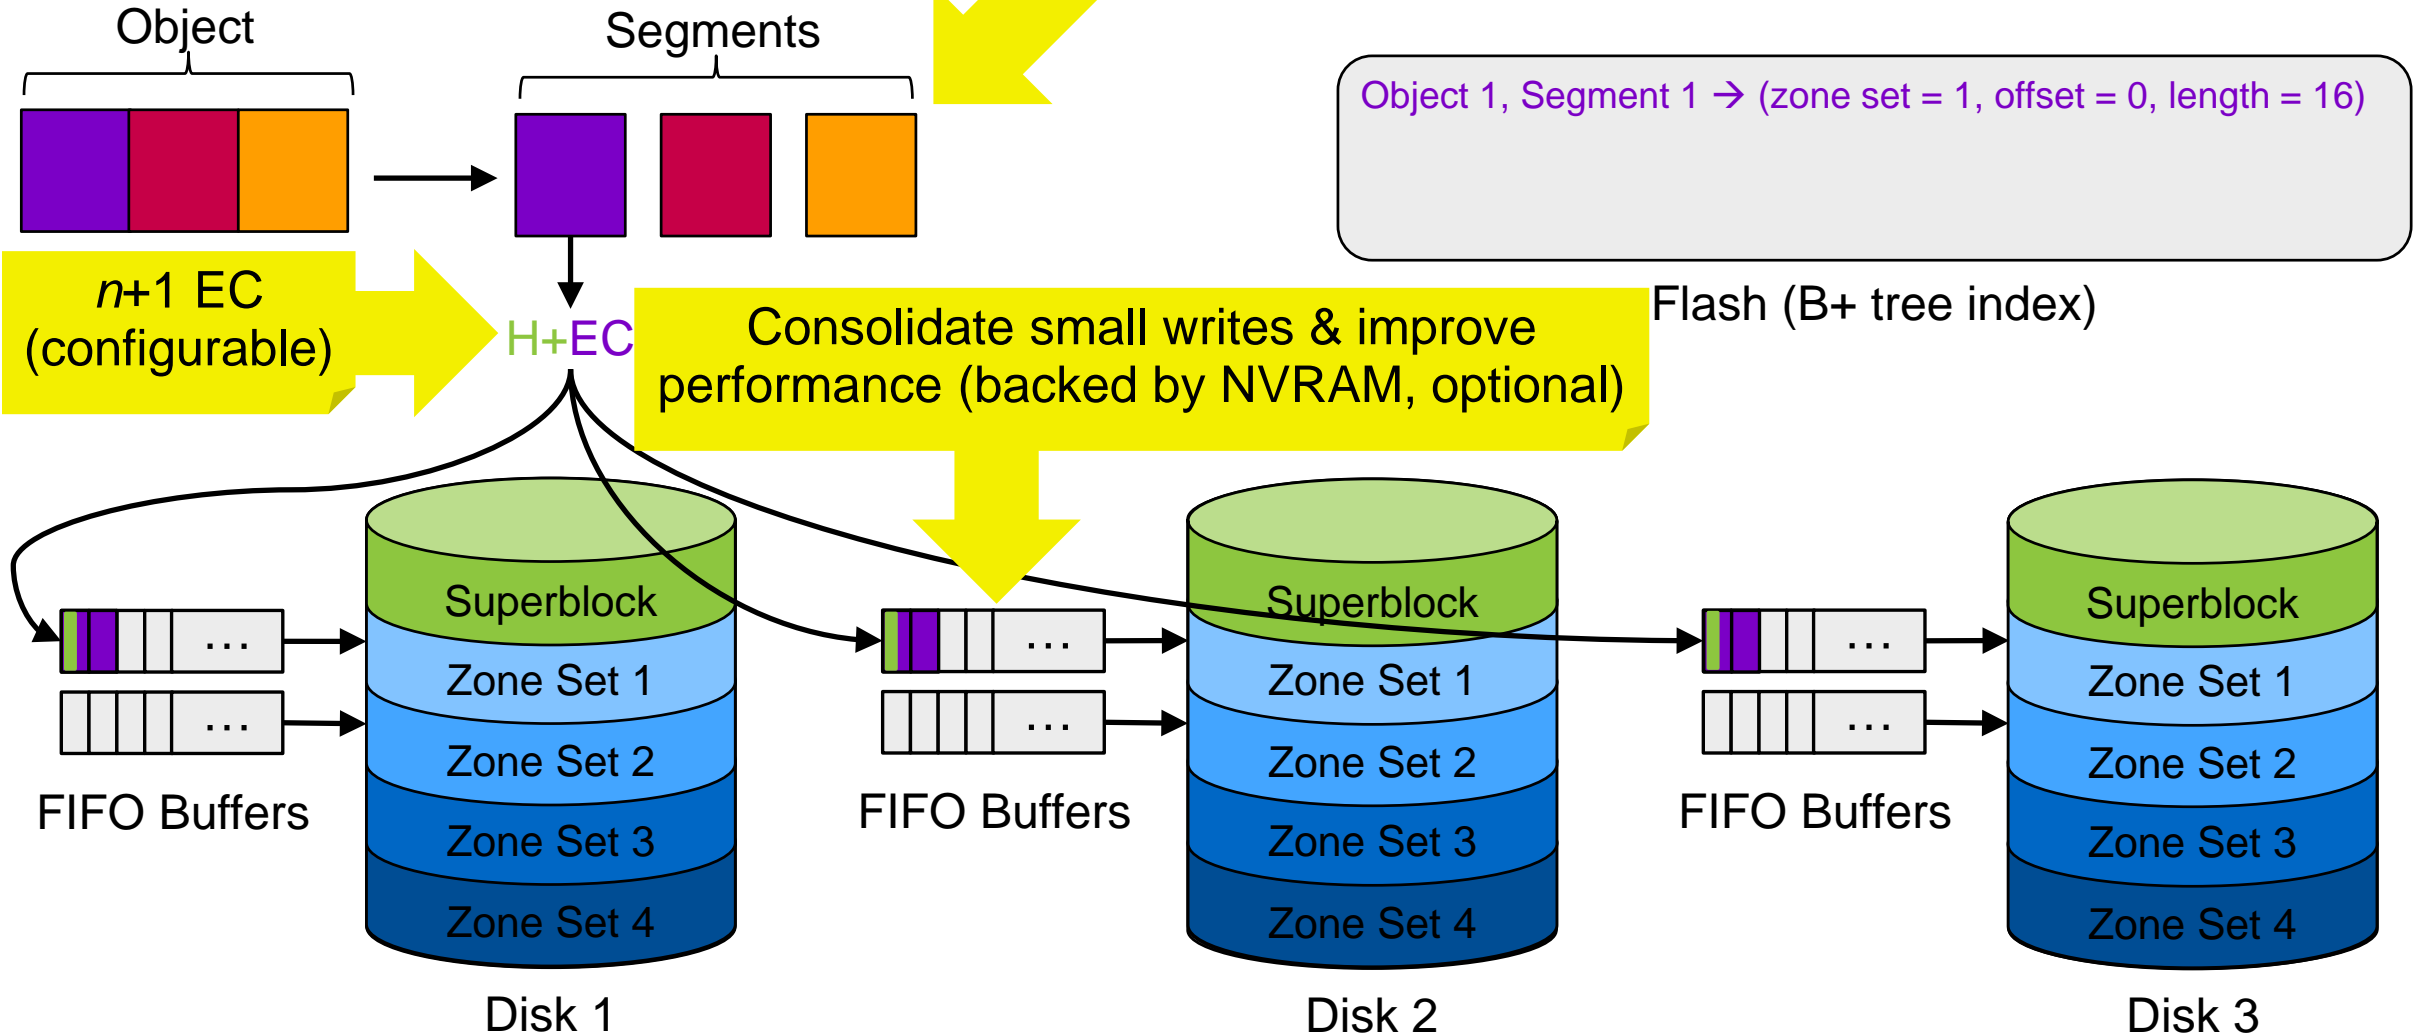 Object
Segments
Object 1, Segment 1 → (zone set = 1, offset = 0, length = 16)
Flash (B+ tree index)
n+1 EC
(configurable)
H+EC
Consolidate small writes & improve
performance (backed by NVRAM, optional)
...
...
FIFO Buffers
Superblock
Zone Set 1
Zone Set 2
Zone Set 3
Zone Set 4
Disk 1
...
...
FIFO Buffers
Superblock
Zone Set 1
Zone Set 2
Zone Set 3
Zone Set 4
Disk 2
...
...
FIFO Buffers
Superblock
Zone Set 1
Zone Set 2
Zone Set 3
Zone Set 4
Disk 3